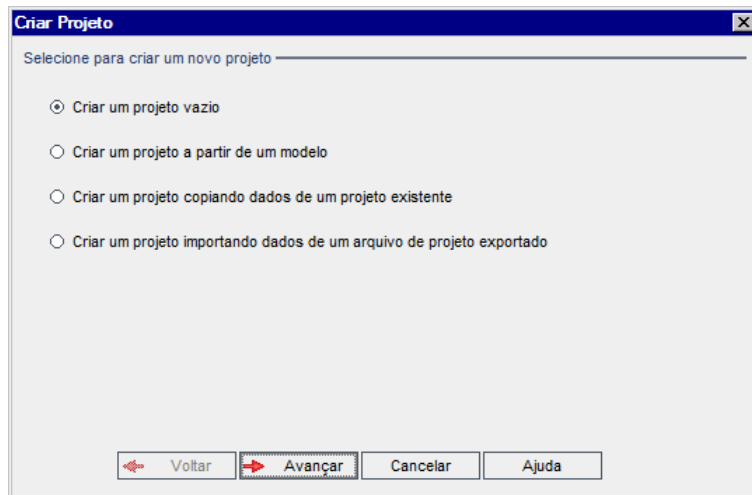 Criar Projeto
Selecione para criar um novo projeto
Criar um projeto vazio
Criar um projeto a partir de um modelo
Criar um projeto copiando dados de um projeto existente
Criar um projeto importando dados de um arquivo de projeto exportado
Voltar Avançar Cancelar Ajuda